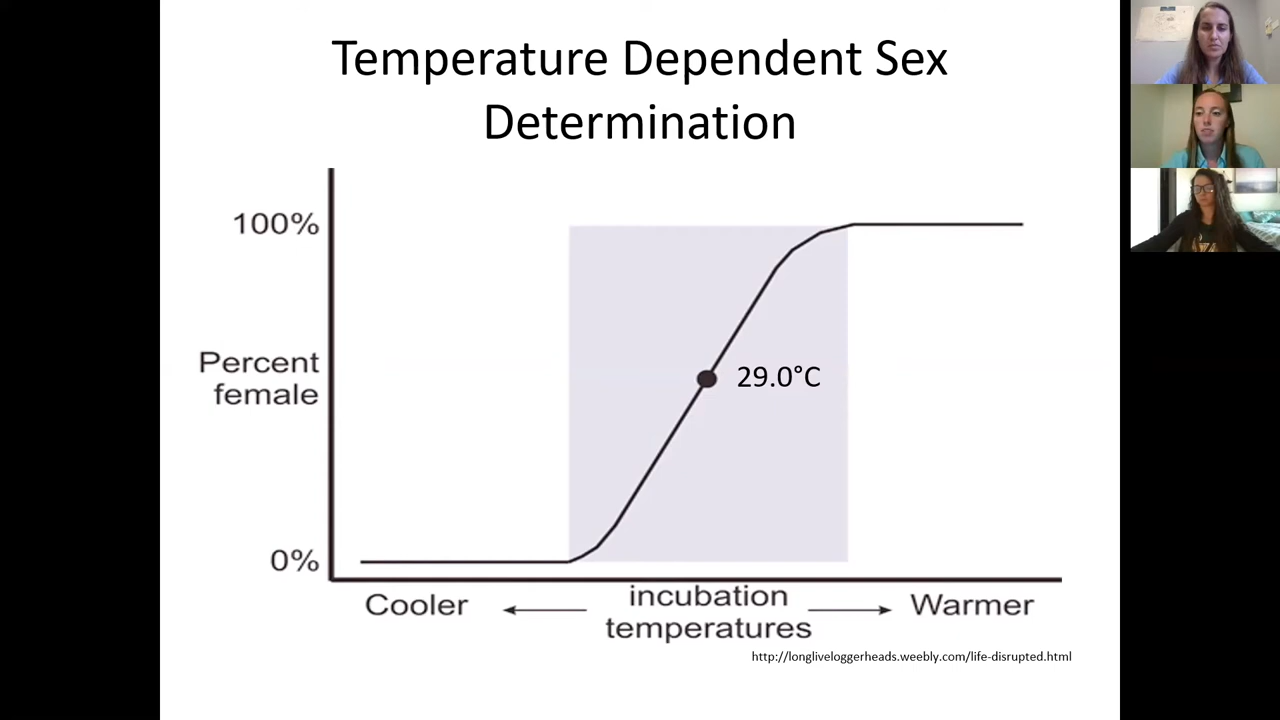 Temperature Dependent Sex
Determination
100%
Percent
female
29.0°C
0%
Cooler
incubation
temperatures
Warmer
http://longliveloggerheads.weebly.com/life-disrupted.html